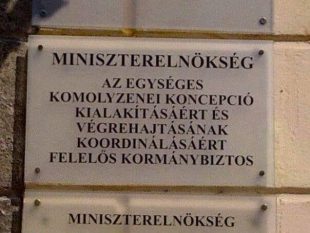 MINISZTERELNÖKSÉG
AZ EGYSÉGES
KOMOLYZENEI KONCEPCIÓ
KIALAKÍTÁSÁÉRT ÉS
VÉGREHAJTÁSÁNAK
KOORDINÁLÁSÁÉRT
FELELŐS KORMÁNYBIZTOS
MINISZTERELNÖKSÉG